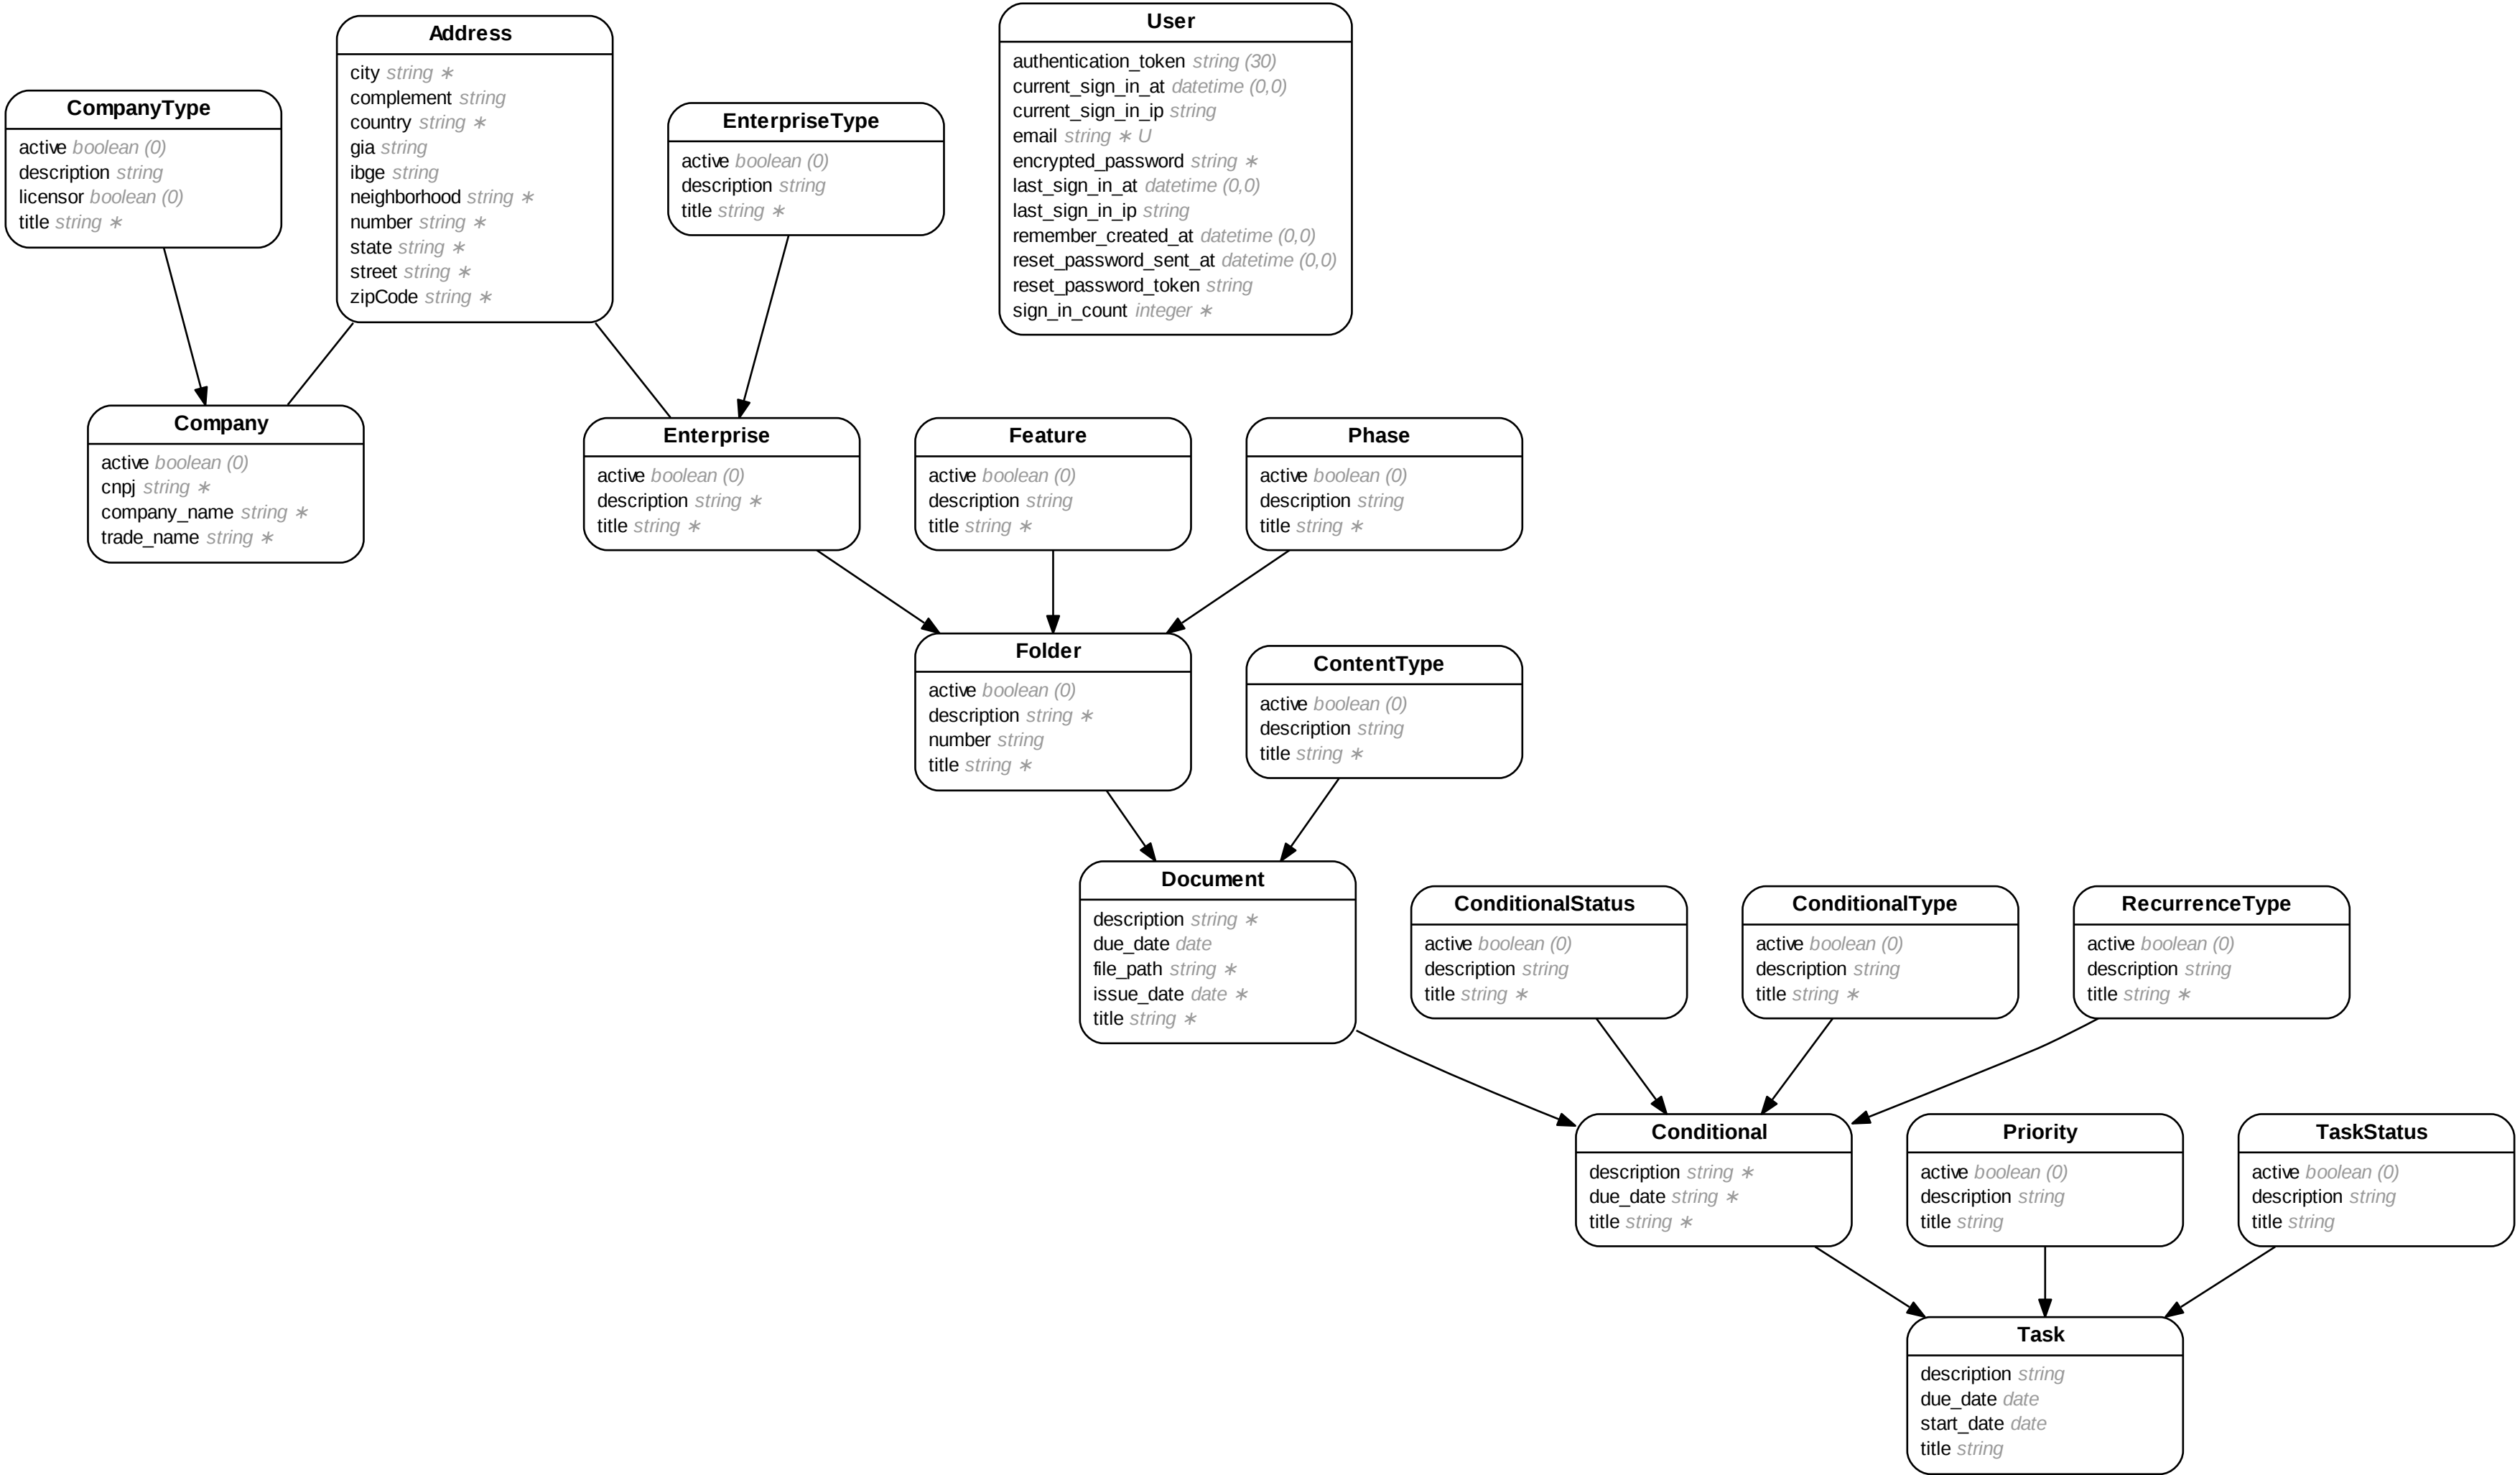 User
authentication_token string (30)
current_sign_in_at datetime (0,0)
current_sign_in_ip string
email string ∗ U
encrypted_password string ∗
last_sign_in_at datetime (0,0)
last_sign_in_ip string
remember_created_at datetime (0,0)
reset_password_sent_at datetime (0,0)
reset_password_token string
sign_in_count integer ∗
Address
city string ∗
complement string
country string ∗
gia string
ibge string
neighborhood string ∗
number string ∗
state string ∗
street string ∗
zipCode string ∗
CompanyType
active boolean (0)
description string
licensor boolean (0)
title string ∗
EnterpriseType
active boolean (0)
description string
title string ∗
Company
active boolean (0)
cnpj string ∗
company_name string ∗
trade_name string ∗
Enterprise
active boolean (0)
description string ∗
title string ∗
Feature
active boolean (0)
description string
title string ∗
Phase
active boolean (0)
description string
title string ∗
Folder
active boolean (0)
description string ∗
number string
title string ∗
ContentType
active boolean (0)
description string
title string ∗
Document
description string ∗
due_date date
file_path string ∗
issue_date date ∗
title string ∗
ConditionalStatus
active boolean (0)
description string
title string ∗
ConditionalType
active boolean (0)
description string
title string ∗
RecurrenceType
active boolean (0)
description string
title string ∗
Conditional
description string ∗
due_date string ∗
title string ∗
Priority
active boolean (0)
description string
title string
TaskStatus
active boolean (0)
description string
title string
Task
description string
due_date date
start_date date
title string